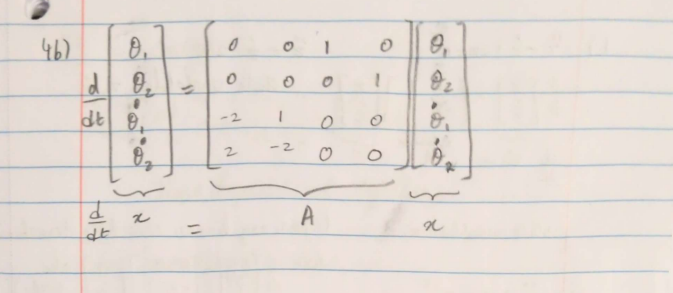 4b) d/dt [θ₁ θ₂ θ̇₁ θ̇₂] = [0 0 1 0; 0 0 0 1; -2 1 0 0; 2 -2 0 0] [θ₁ θ₂ θ̇₁ θ̇₂]
d/dt x = A x